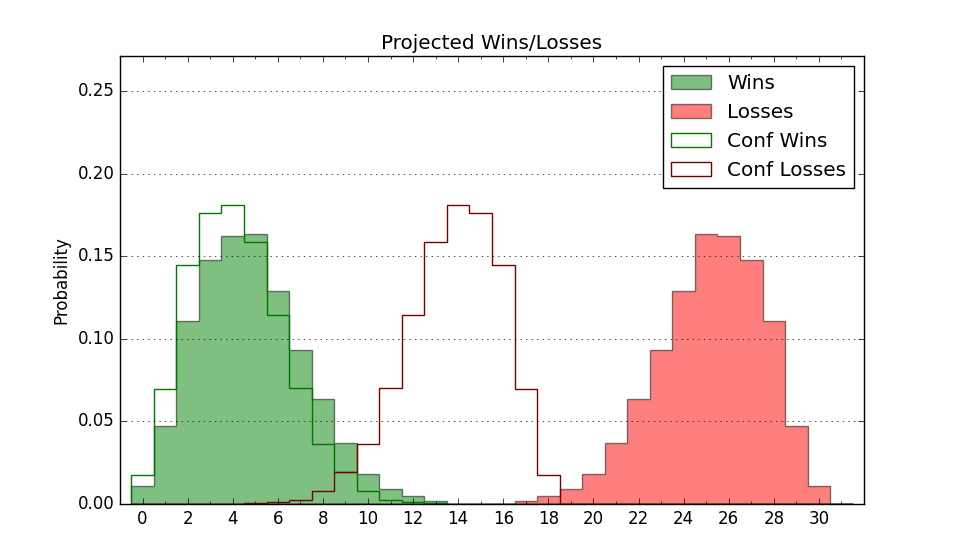 Projected Wins/Losses
Wins
Losses
Conf Wins
Conf Losses
Probability
0.25
0.20
0.15
0.10
0.05
0.00
0 2 4 6 8 10 12 14 16 18 20 22 24 26 28 30